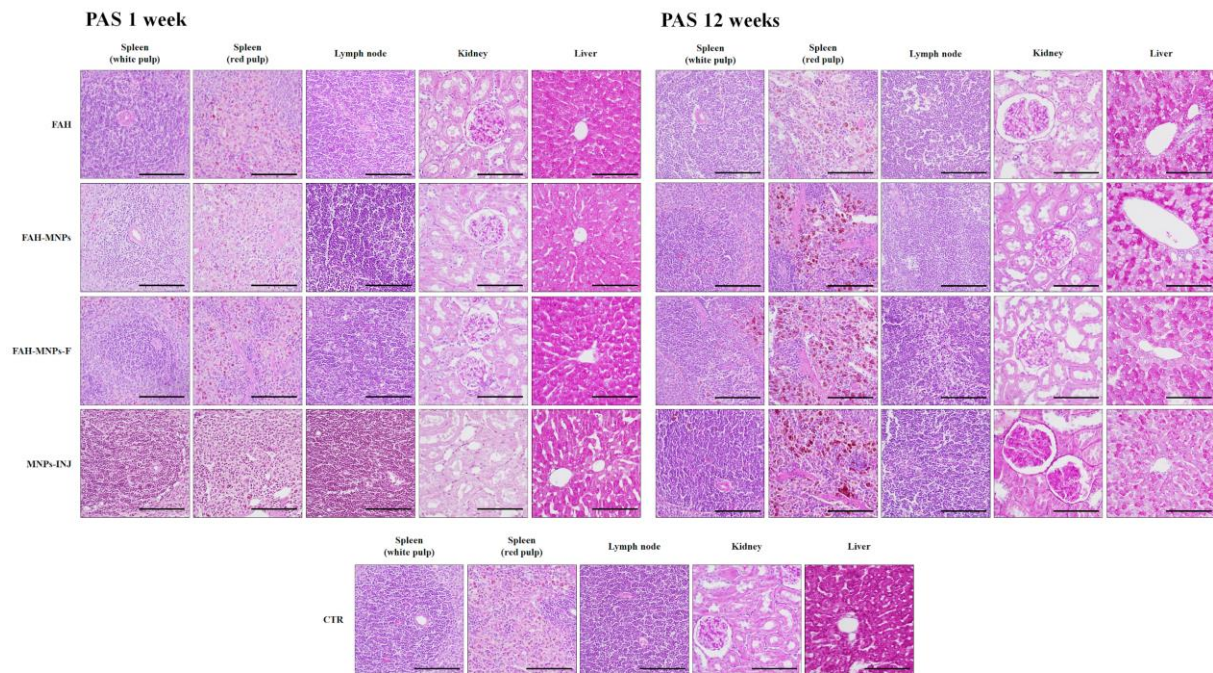 PAS 1 week
PAS 12 weeks
Spleen
(white pulp)
Spleen
(red pulp)
Lymph node
Kidney
Liver
Spleen
(white pulp)
Spleen
(red pulp)
Lymph node
Kidney
Liver
FAH
FAH-MNPs
FAH-MNPs-F
MNPs-INJ
Spleen
(white pulp)
Spleen
(red pulp)
Lymph node
Kidney
Liver
CTR